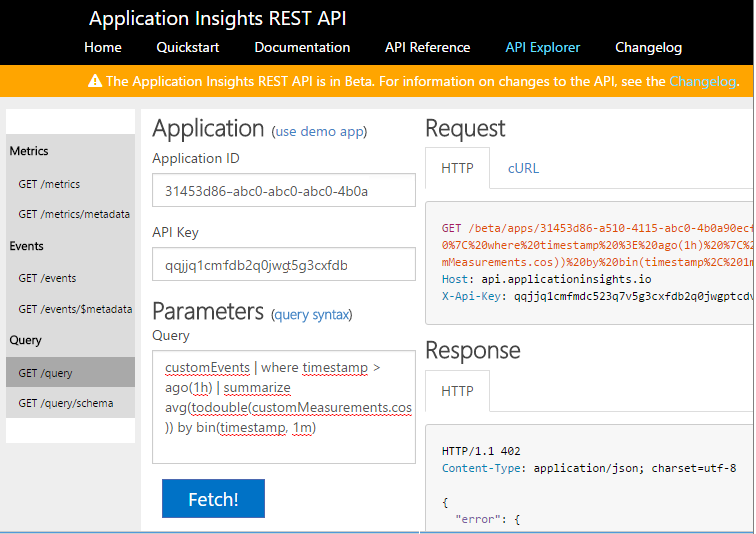 Application Insights REST API
Home Quickstart Documentation API Reference API Explorer Changelog
The Application Insights REST API is in Beta. For information on changes to the API, see the Changelog.
Metrics
GET /metrics
GET /metrics/metadata
Events
GET /events
GET /events/$metadata
Query
GET /query
GET /query/schema
Application (use demo app)
Application ID
31453d86-abc0-abc0-abc0-4b0a
API Key
qqjjq1cmfdb2q0jwg5g3cxfdb
Parameters (query syntax)
Query
customEvents | where timestamp >
ago(1h) | summarize
avg(todouble(customMeasurements.cos
)) by bin(timestamp, 1m)
Fetch!
Request
HTTP cURL
GET /beta/apps/31453d86-a510-4115-abc0-4b0a90ecf
0%7C%20where%20timestamp%20%3E%20ago(1h)%20%7C%2
mMeasurements.cos))%20by%20bin(timestamp%2C%201m
Host: api.applicationinsights.io
X-Api-Key: qqjjq1cmfmdc523q7v5g3cxfdb2q0jwgptcdv
Response
HTTP
HTTP/1.1 402
Content-Type: application/json; charset=utf-8
{
"error": {